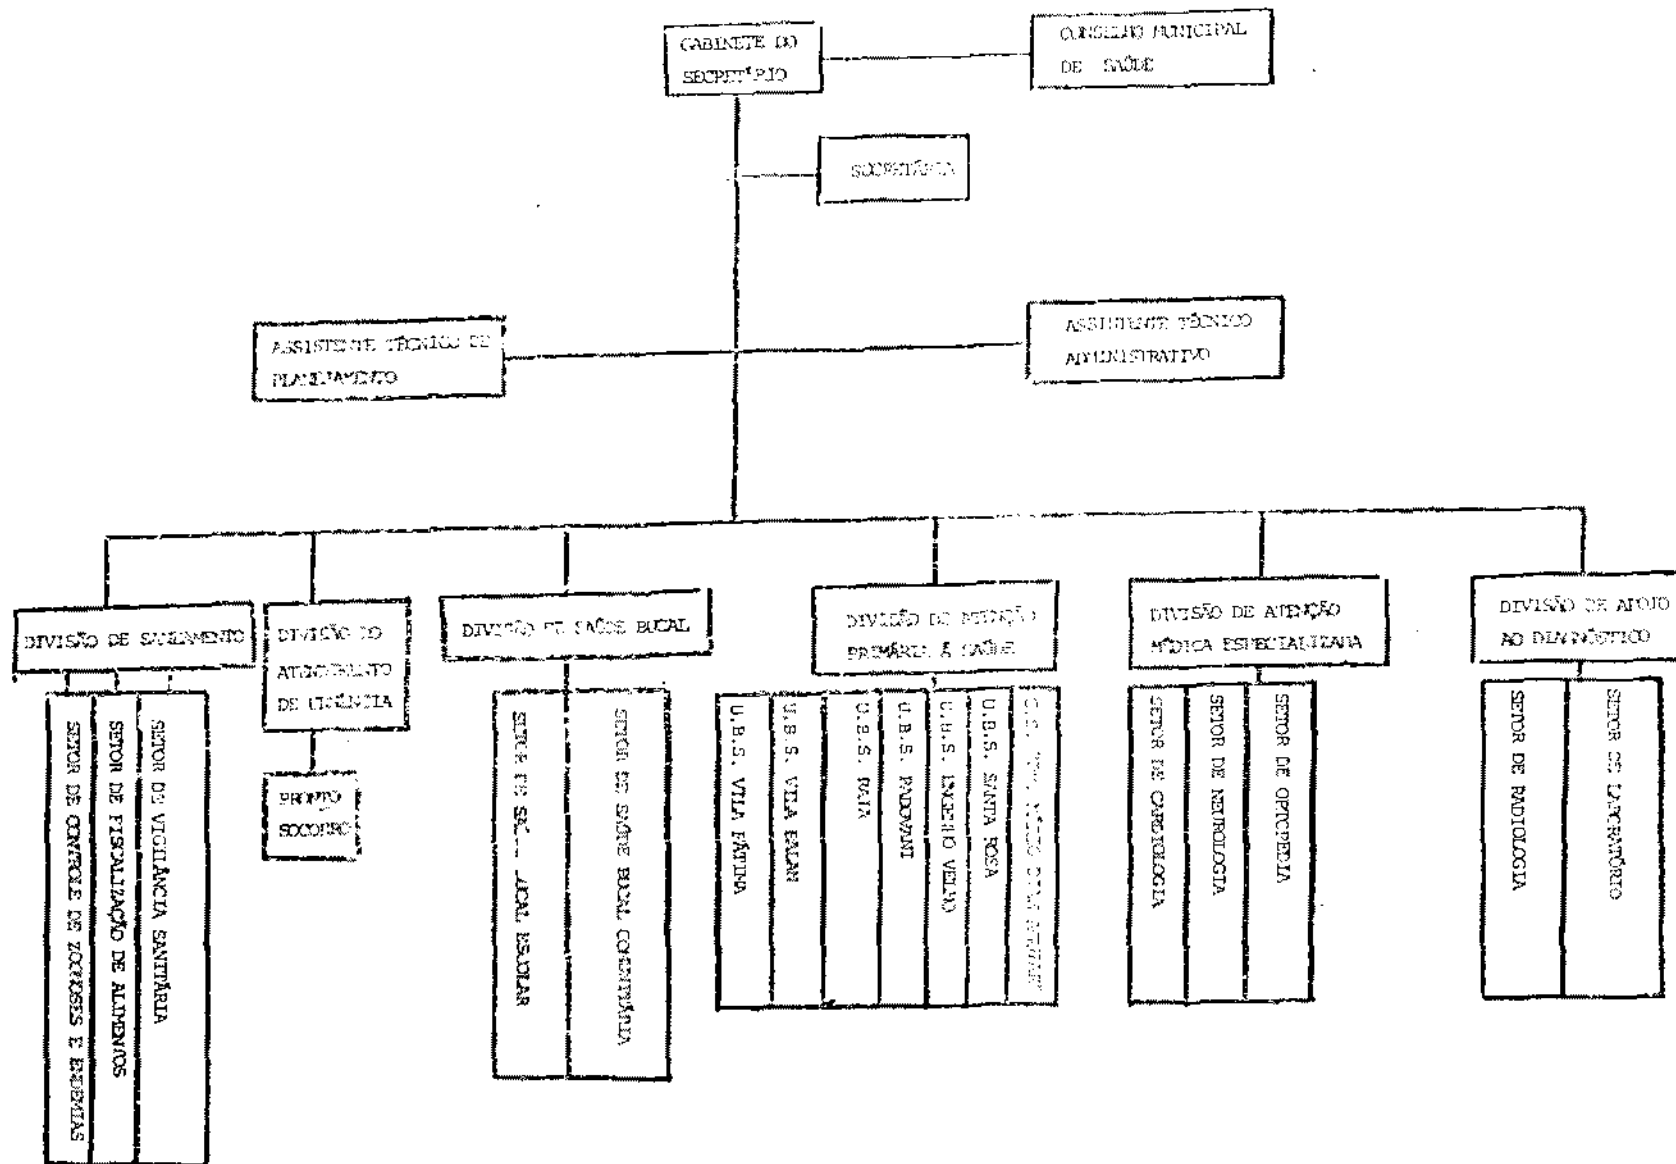 GABINETE DO
SECRETÁRIO
CONSELHO MUNICIPAL
DE SAÚDE
SECRETÁRIA
ASSISTENTE TÉCNICO DE
PLANEJAMENTO
ASSISTENTE TÉCNICO
ADMINISTRATIVO
DIVISÃO DE SANEAMENTO
DIVISÃO DO
ATENDIMENTO
DE URGÊNCIA
DIVISÃO DE SAÚDE BUCAL
DIVISÃO DE ATENÇÃO
PRIMÁRIA À SAÚDE
DIVISÃO DE ATENÇÃO
MÉDICA ESPECIALIZADA
DIVISÃO DE APOIO
AO DIAGNÓSTICO
SETOR DE CONTROLE DE ZOONOSES E ENDEMIAS
SETOR DE FISCALIZAÇÃO DE ALIMENTOS
SETOR DE VIGILÂNCIA SANITÁRIA
PRONTO
SOCORRO
SETOR DE SAÚDE BUCAL ESCOLAR
SETOR DE SAÚDE BUCAL COMUNITÁRIA
U.B.S. VILA FÁTIMA
U.B.S. VILA BALAN
U.B.S. BAIA
U.B.S. PADOVANI
U.B.S. ENGENHO VELHO
U.B.S. SANTA ROSA
C.S.
SETOR DE CARDIOLOGIA
SETOR DE NEUROLOGIA
SETOR DE ORTOPEDIA
SETOR DE RADIOLOGIA
SETOR DE LABORATÓRIO